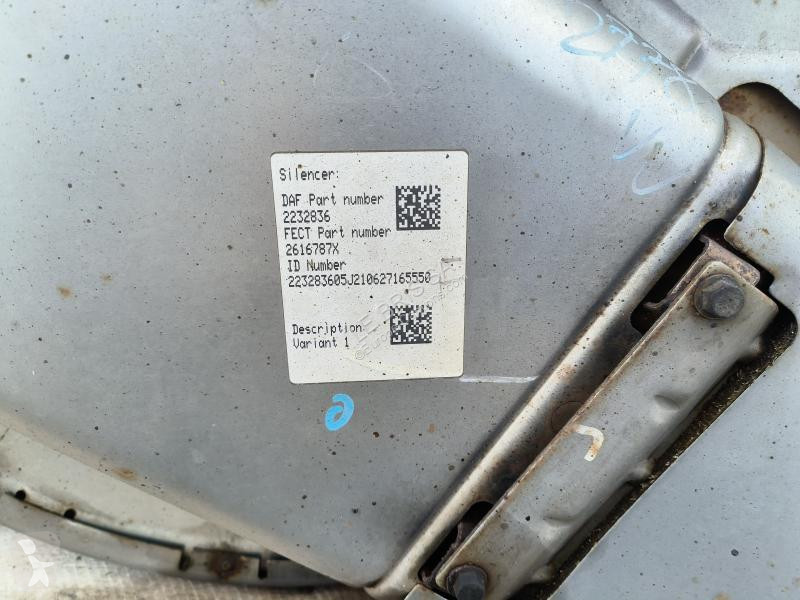 Silencer:
DAF Part number
2232836
FECT Part number
2616787X
ID Number
223283605J210627165550
Description
Variant 1